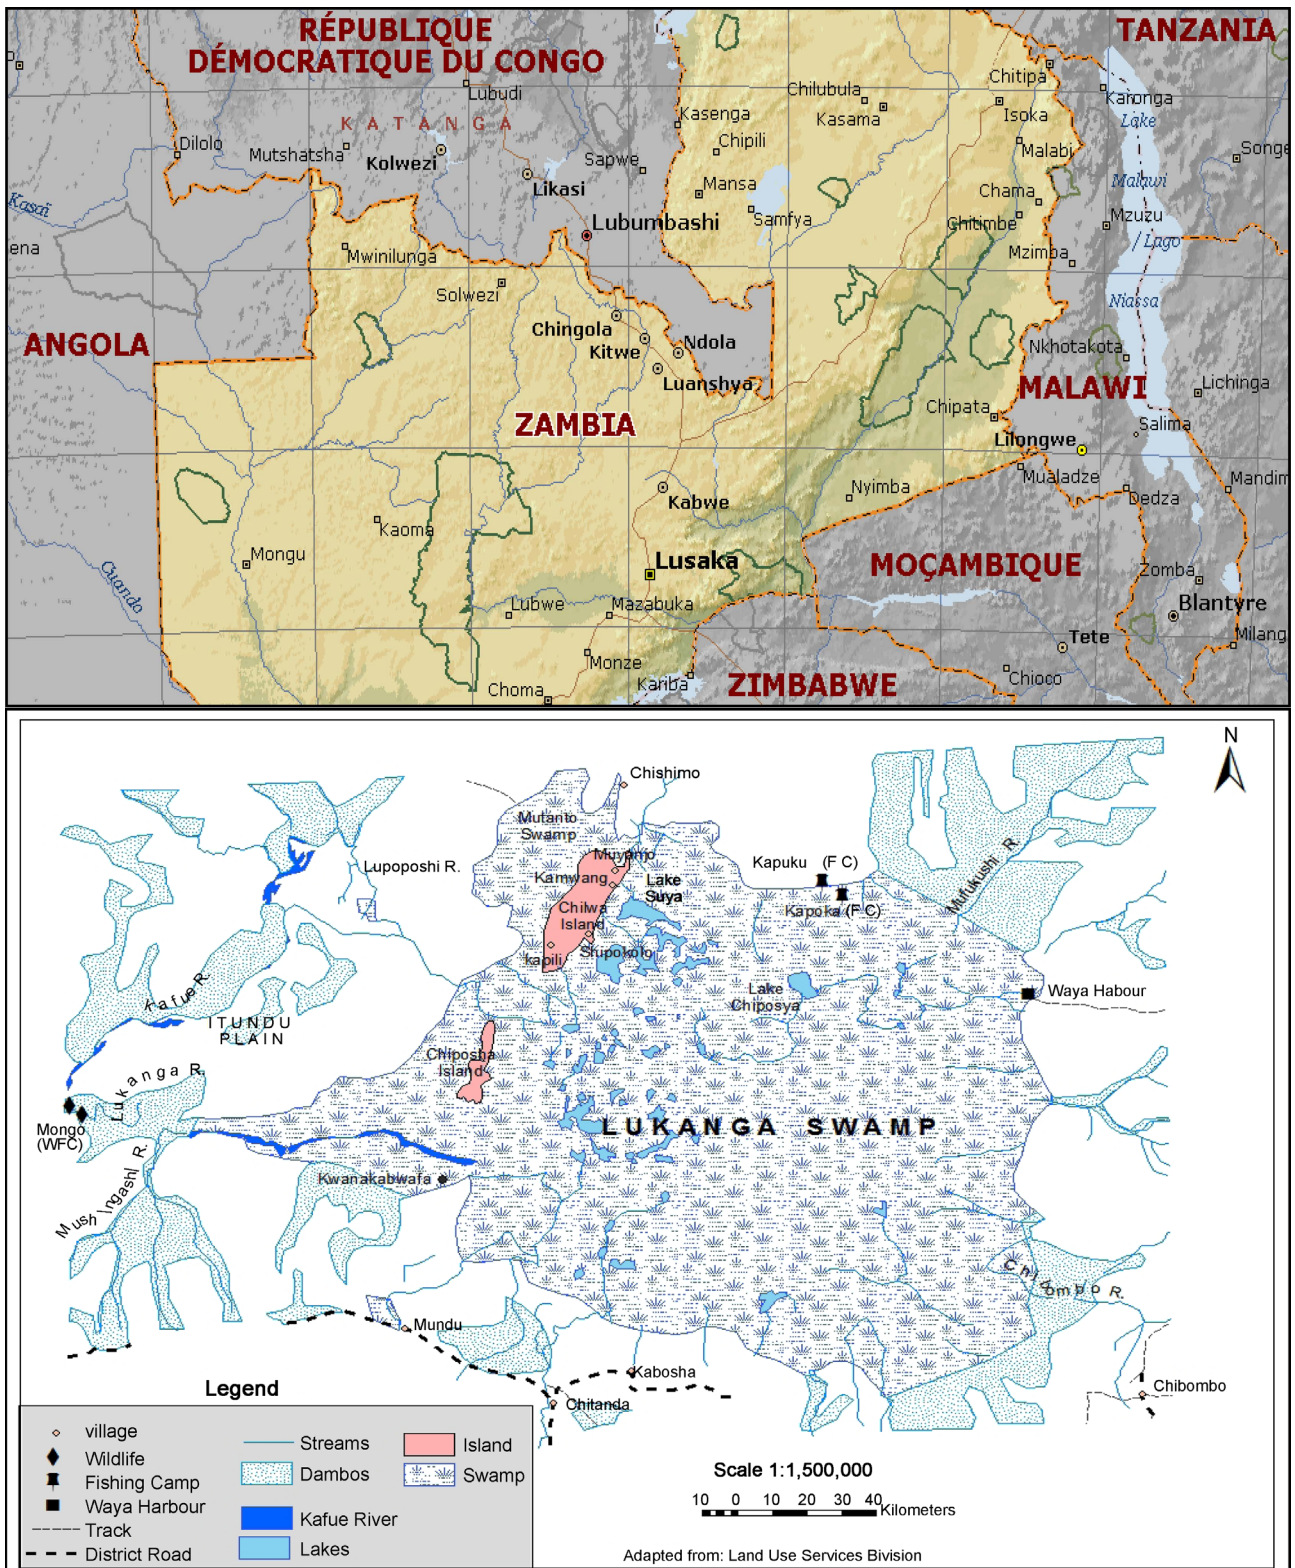 RÉPUBLIQUE
DÉMOCRATIQUE DU CONGO
TANZANIA
Chitipa
Lubudi
Chilubula
Kasama
Karonga
Kasenga
Isoka
Lake
KATANGA
Dilolo
Mutshatsha
Kolwezi
Sapwe
Chipili
Malabi
Songe
Likasi
Mansa
Chama
Malawi
Kasaï
Lubumbashi
Samfya
Chitimbe
Mzuzu
ena
Mwinilunga
Mzimba
/ Lago
Solwezi
Niassa
ANGOLA
Chingola
Kitwe
Ndola
Nkhotakota
Luanshya
MALAWI
Lichinga
ZAMBIA
Chipata
Salima
Lilongwe
Mualadze
Kabwe
Nyimba
Dedza
Mandim
Kaoma
Mongu
Lusaka
MOÇAMBIQUE
Zomba
Cuando
Lubwe
Mazabuka
Blantyre
Tete
Milang
Monze
Choma
Kariba
ZIMBABWE
Chioco
N
Chishimo
Mutanto
Swamp
Lupoposhi R.
Muyamo
Kamwang
Lake
Suya
Kapuku (F C)
Mufukushi R.
Chilwa
Island
Kapoka (F C)
kapili
Shupokolo
Kafue R.
Lake
Chiposya
Waya Habour
ITUNDU
PLAIN
Chiposha
Island
Lukanga R.
Mongo
(WFC)
LUKANGA SWAMP
Mushingashi R.
Kwanakabwafa
Chibombo R.
Mundu
Kabosha
Chitanda
Chibombo
Legend
village
Wildlife
Fishing Camp
Waya Harbour
Track
District Road
Streams
Dambos
Kafue River
Lakes
Island
Swamp
Scale 1:1,500,000
10 0 10 20 30 40
Kilometers
Adapted from: Land Use Services Bivision